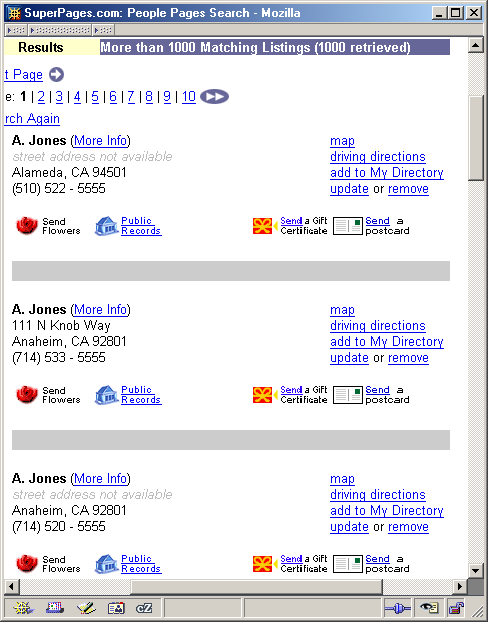 SuperPages.com: People Pages Search - Mozilla
Results More than 1000 Matching Listings (1000 retrieved)
t Page
e: 1 | 2 | 3 | 4 | 5 | 6 | 7 | 8 | 9 | 10
rch Again
A. Jones (More Info) map
street address not available driving directions
Alameda, CA 94501 add to My Directory
(510) 522 - 5555 update or remove
Send Flowers Public Records Send a Gift Certificate Send a postcard
A. Jones (More Info) map
111 N Knob Way driving directions
Anaheim, CA 92801 add to My Directory
(714) 533 - 5555 update or remove
Send Flowers Public Records Send a Gift Certificate Send a postcard
A. Jones (More Info) map
street address not available driving directions
Anaheim, CA 92801 add to My Directory
(714) 520 - 5555 update or remove
Send Flowers Public Records Send a Gift Certificate Send a postcard
cZ